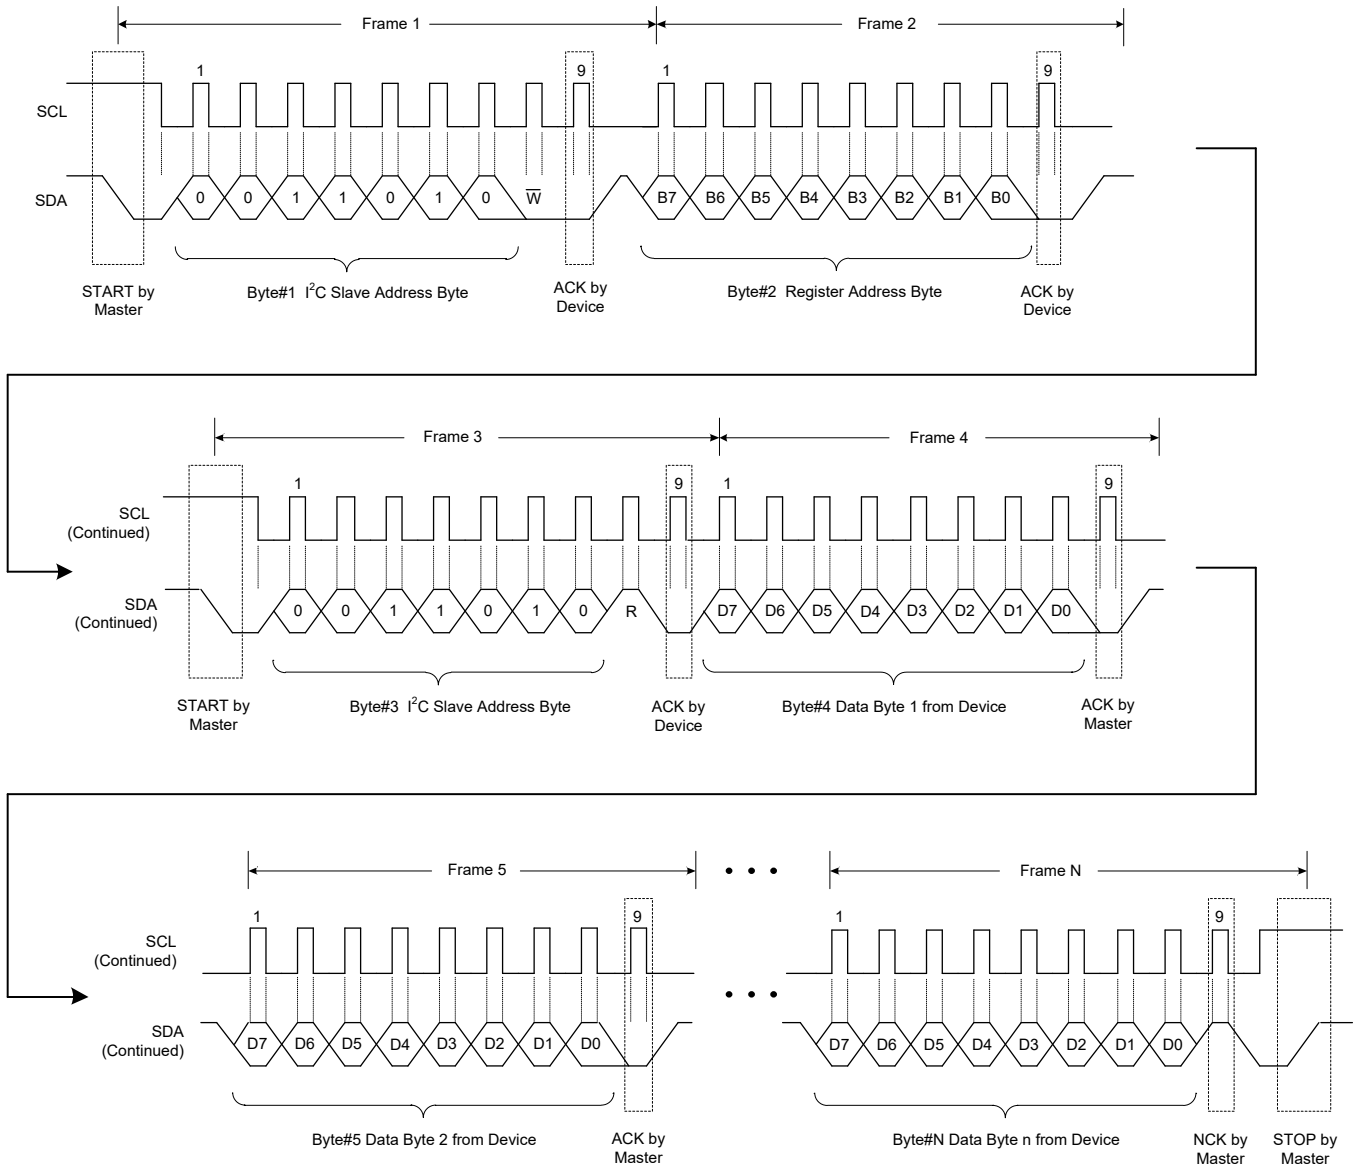 Frame 1 Frame 2
1 9 1 9
SCL
SDA 0 0 1 1 0 1 0 W̅ B7 B6 B5 B4 B3 B2 B1 B0
START by
Master
Byte#1 I²C Slave Address Byte
ACK by
Device
Byte#2 Register Address Byte
ACK by
Device
Frame 3 Frame 4
1 9 1 9
SCL
(Continued)
SDA
(Continued)
0 0 1 1 0 1 0 R D7 D6 D5 D4 D3 D2 D1 D0
START by
Master
Byte#3 I²C Slave Address Byte
ACK by
Device
Byte#4 Data Byte 1 from Device
ACK by
Master
Frame 5 • • • Frame N
1 9 1 9
SCL
(Continued)
• • •
SDA
(Continued)
D7 D6 D5 D4 D3 D2 D1 D0 D7 D6 D5 D4 D3 D2 D1 D0
Byte#5 Data Byte 2 from Device
ACK by
Master
Byte#N Data Byte n from Device
NCK by
Master
STOP by
Master